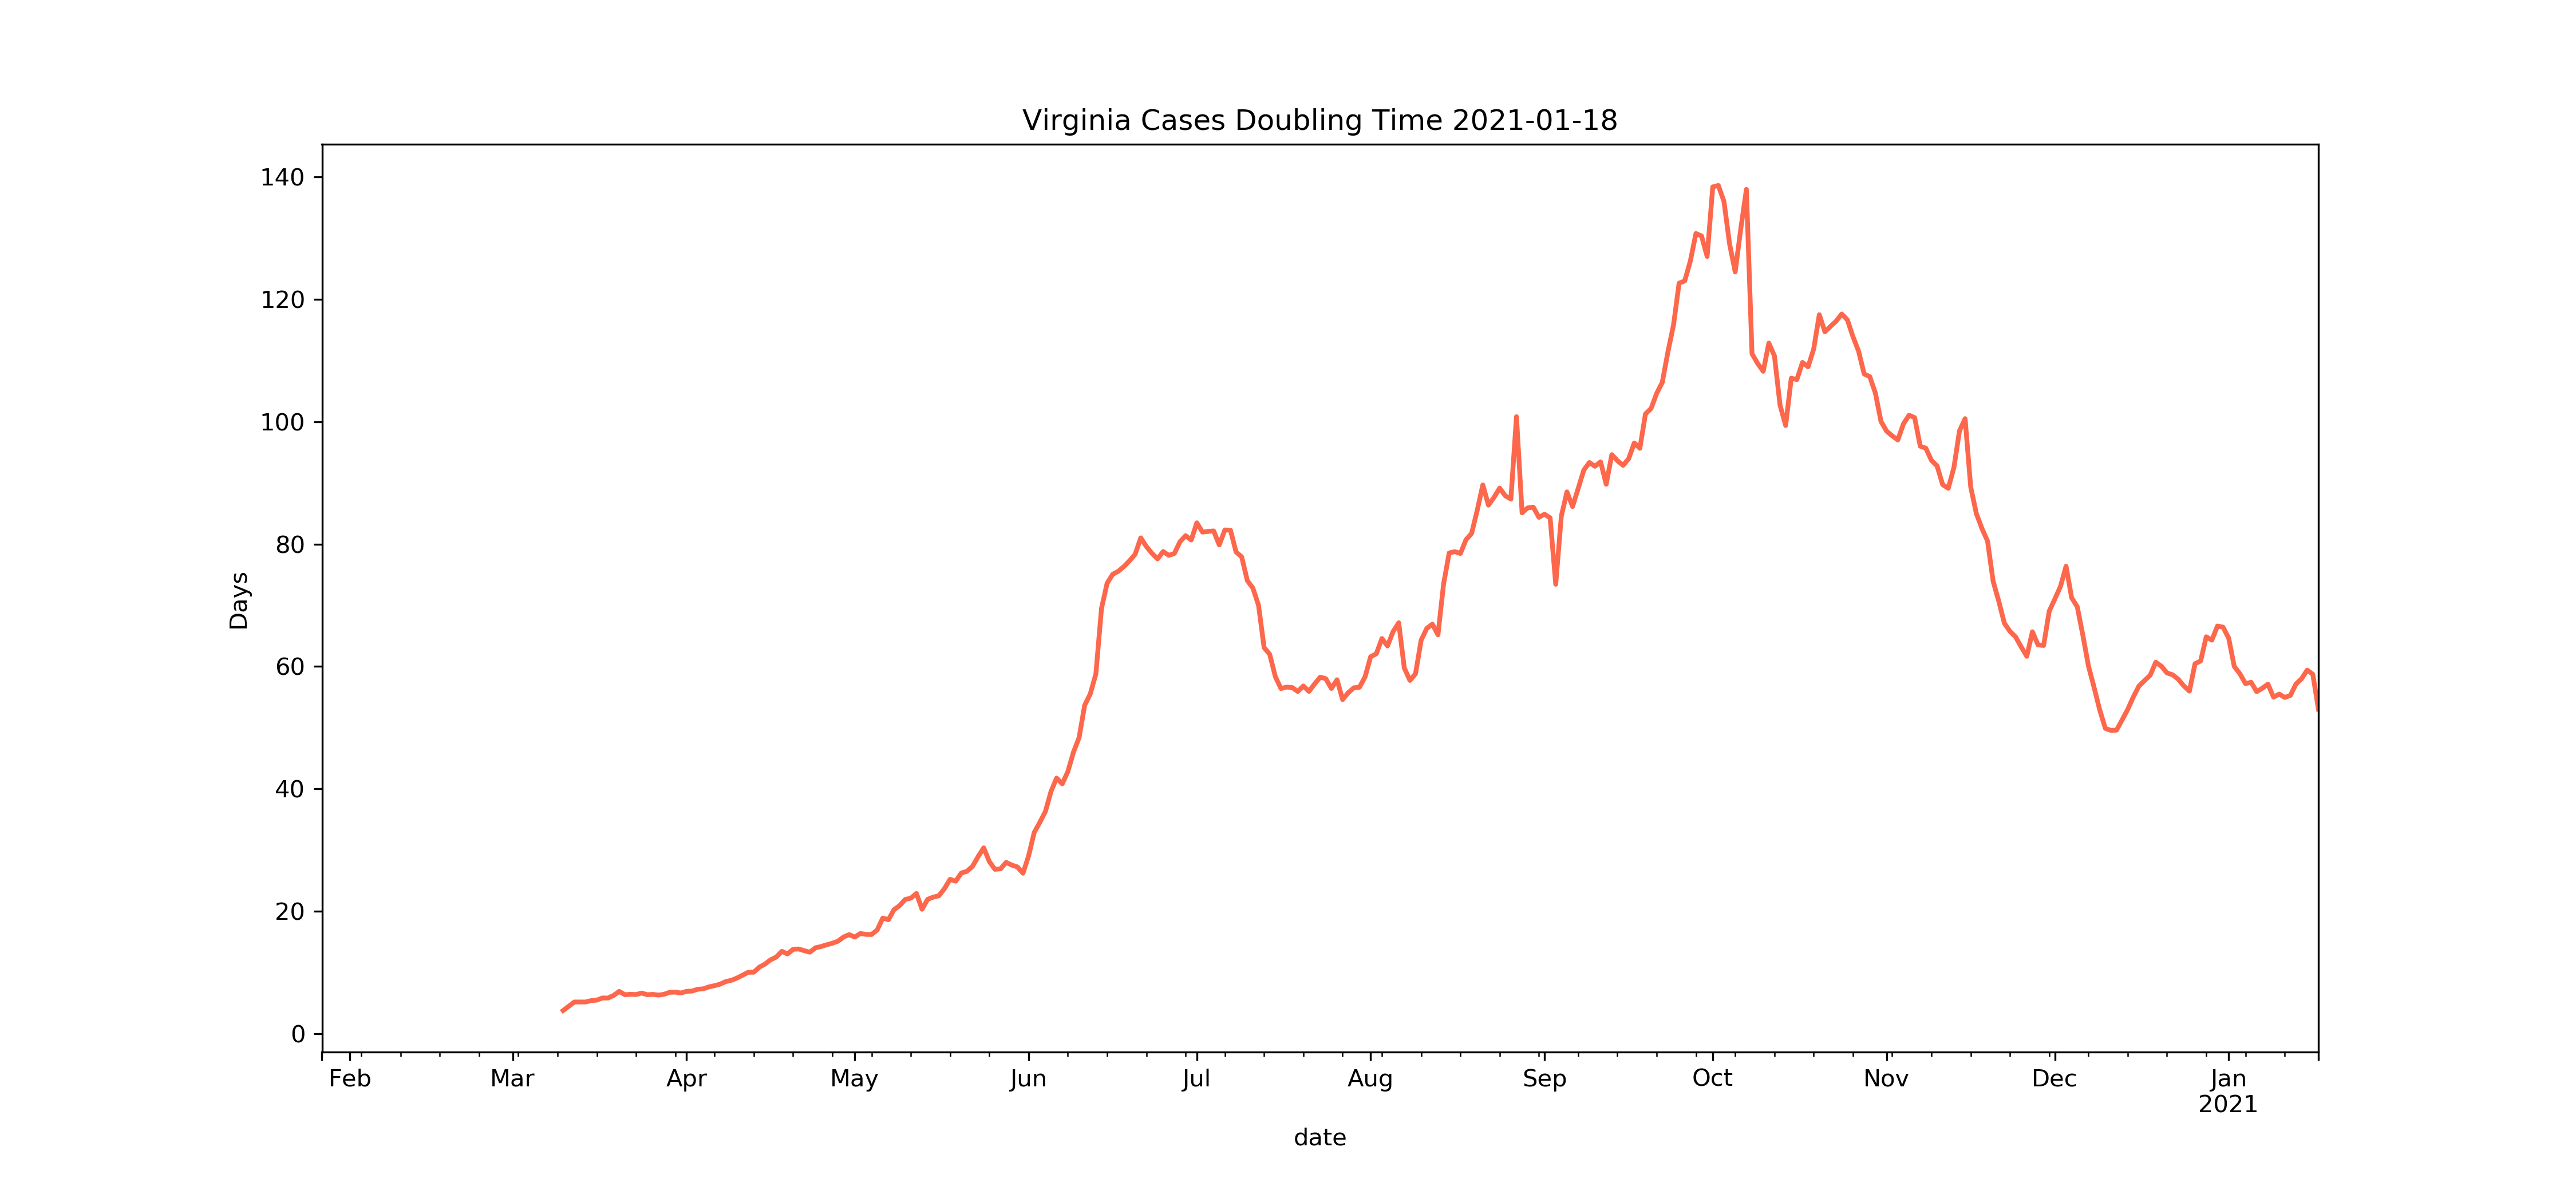 Virginia Cases Doubling Time 2021-01-18
140
120
100
80
60
40
20
0
Days
Feb Mar Apr May Jun Jul Aug Sep Oct Nov Dec Jan
2021
date